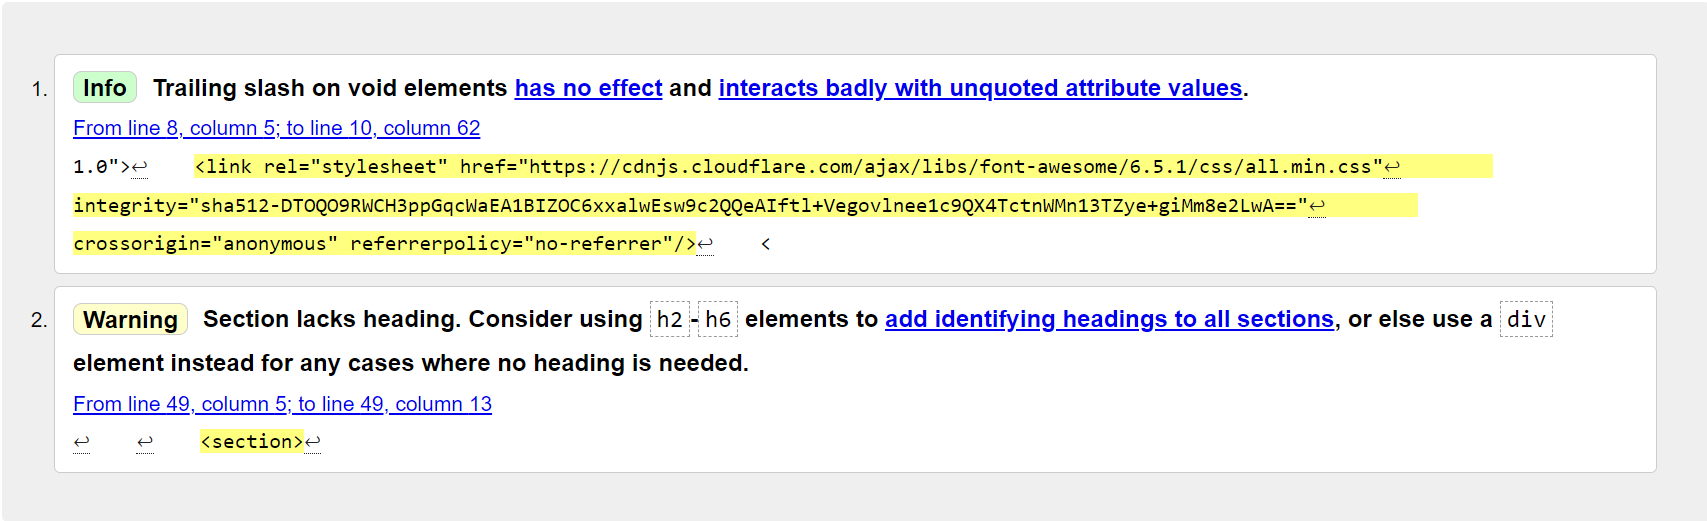 1. Info Trailing slash on void elements has no effect and interacts badly with unquoted attribute values.
From line 8, column 5; to line 10, column 62
1.0">↩ <link rel="stylesheet" href="https://cdnjs.cloudflare.com/ajax/libs/font-awesome/6.5.1/css/all.min.css"↩
integrity="sha512-DTOQO9RWCH3ppGqcWaEA1BIZOC6xxalwEsw9c2QQeAIftl+Vegovlnee1c9QX4TctnWMn13TZye+giMm8e2LwA=="↩
crossorigin="anonymous" referrerpolicy="no-referrer"/>↩ <
2. Warning Section lacks heading. Consider using h2-h6 elements to add identifying headings to all sections, or else use a div
element instead for any cases where no heading is needed.
From line 49, column 5; to line 49, column 13
↩ ↩ <section>↩